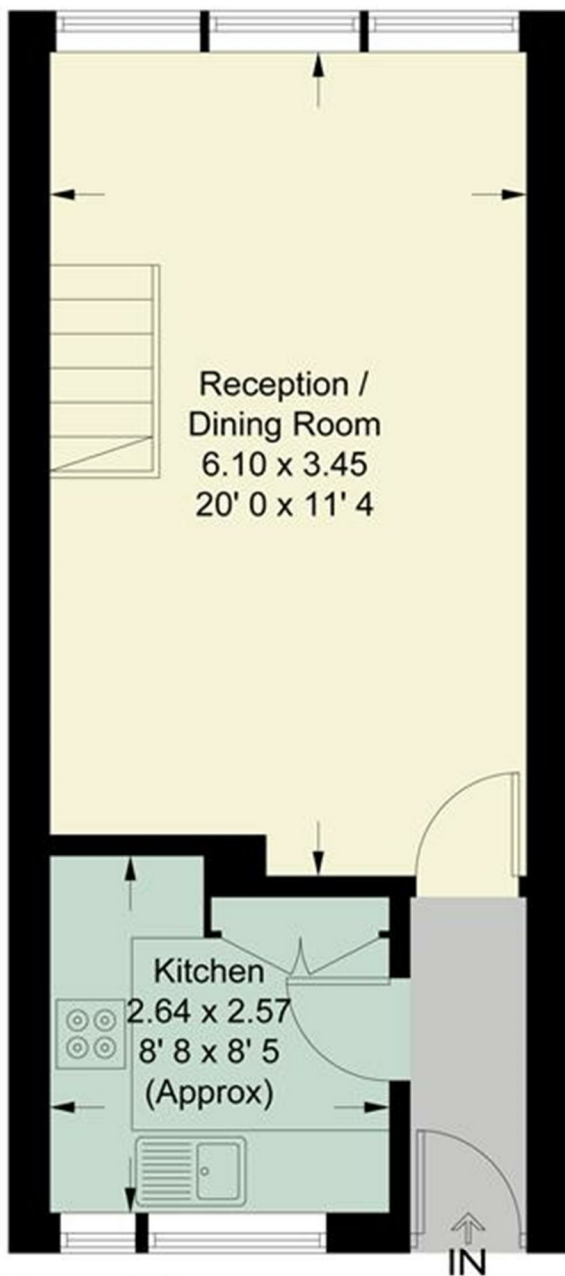 Reception /
Dining Room
6.10 x 3.45
20' 0 x 11' 4
Kitchen
2.64 x 2.57
8' 8 x 8' 5
(Approx)
IN